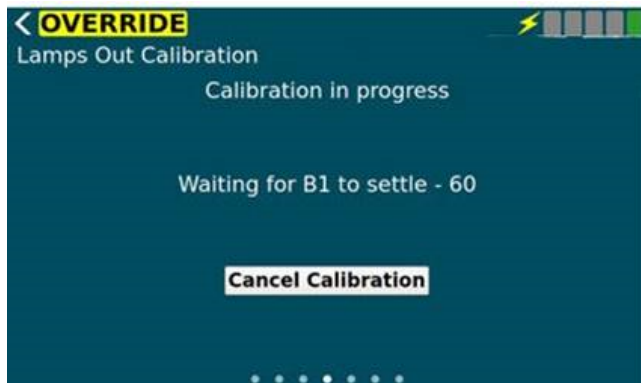 OVERRIDE
Lamps Out Calibration
Calibration in progress
Waiting for B1 to settle - 60
Cancel Calibration